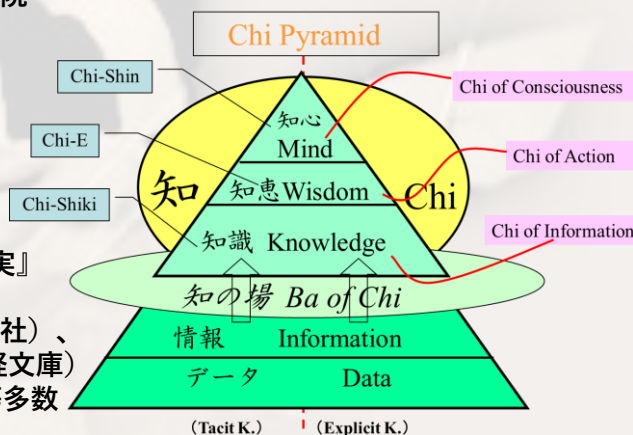 院
Chi Pyramid
Chi-Shin
知心
Mind
Chi of Consciousness
Chi-E
知恵 Wisdom
Chi of Action
知
Chi
Chi-Shiki
知識 Knowledge
Chi of Information
実』
知の場 Ba of Chi
社）、
情報 Information
経文庫）
データ Data
多数
(Tacit K.) (Explicit K.)